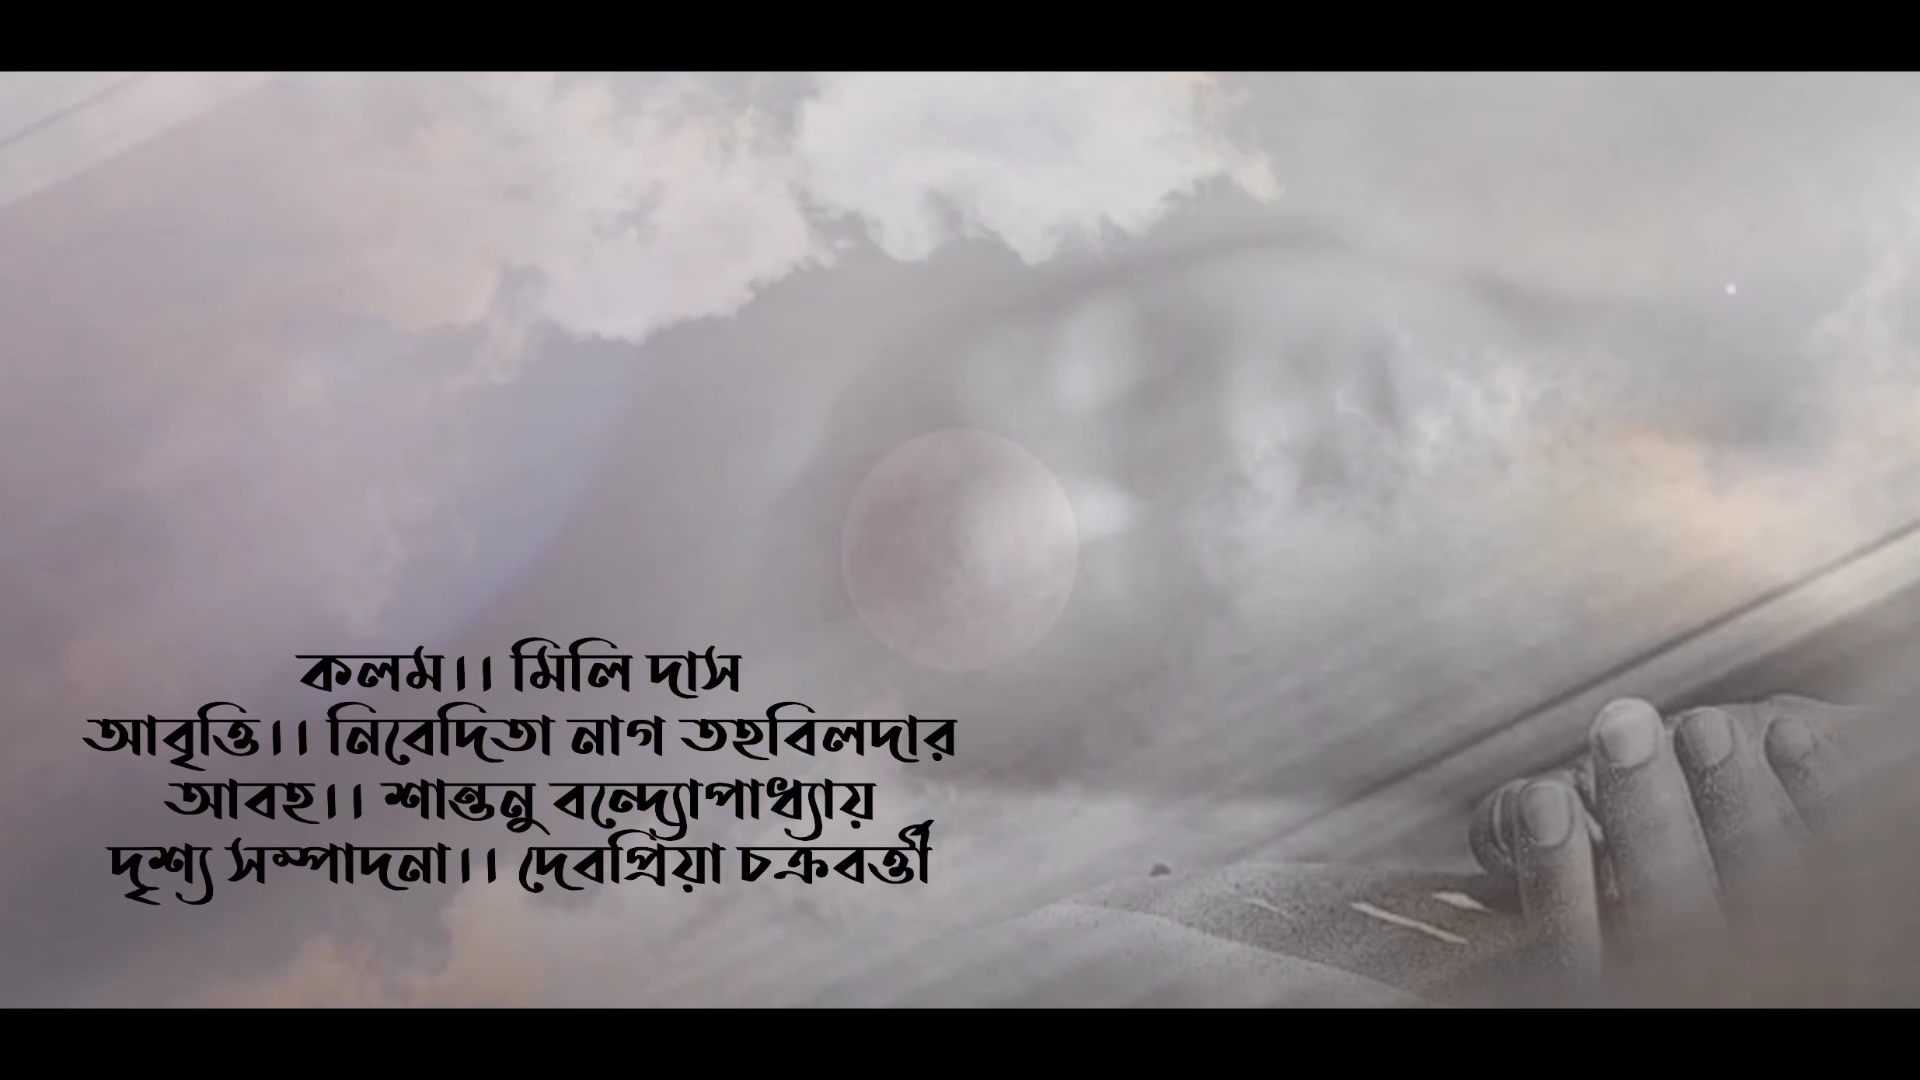 কলম।। মিলি দাস
আবৃত্তি।। নিবেদিতা নাগ তহবিলদার
আবহ।। শান্তনু বন্দ্যোপাধ্যায়
দৃশ্য সম্পাদনা।। দেবপ্রিয়া চক্রবর্ত্তী